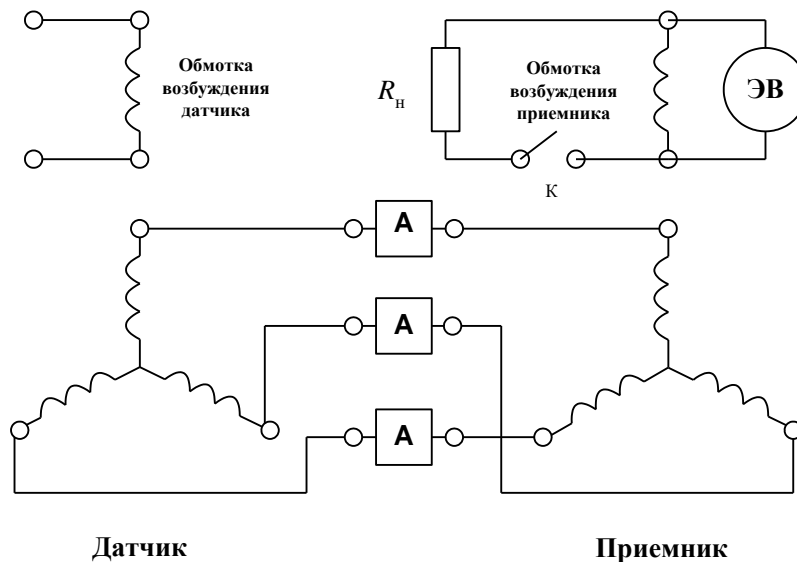 Обмотка
возбуждения
датчика
R н
Обмотка
возбуждения
приемника
ЭВ
К
А
А
А
Датчик
Приемник